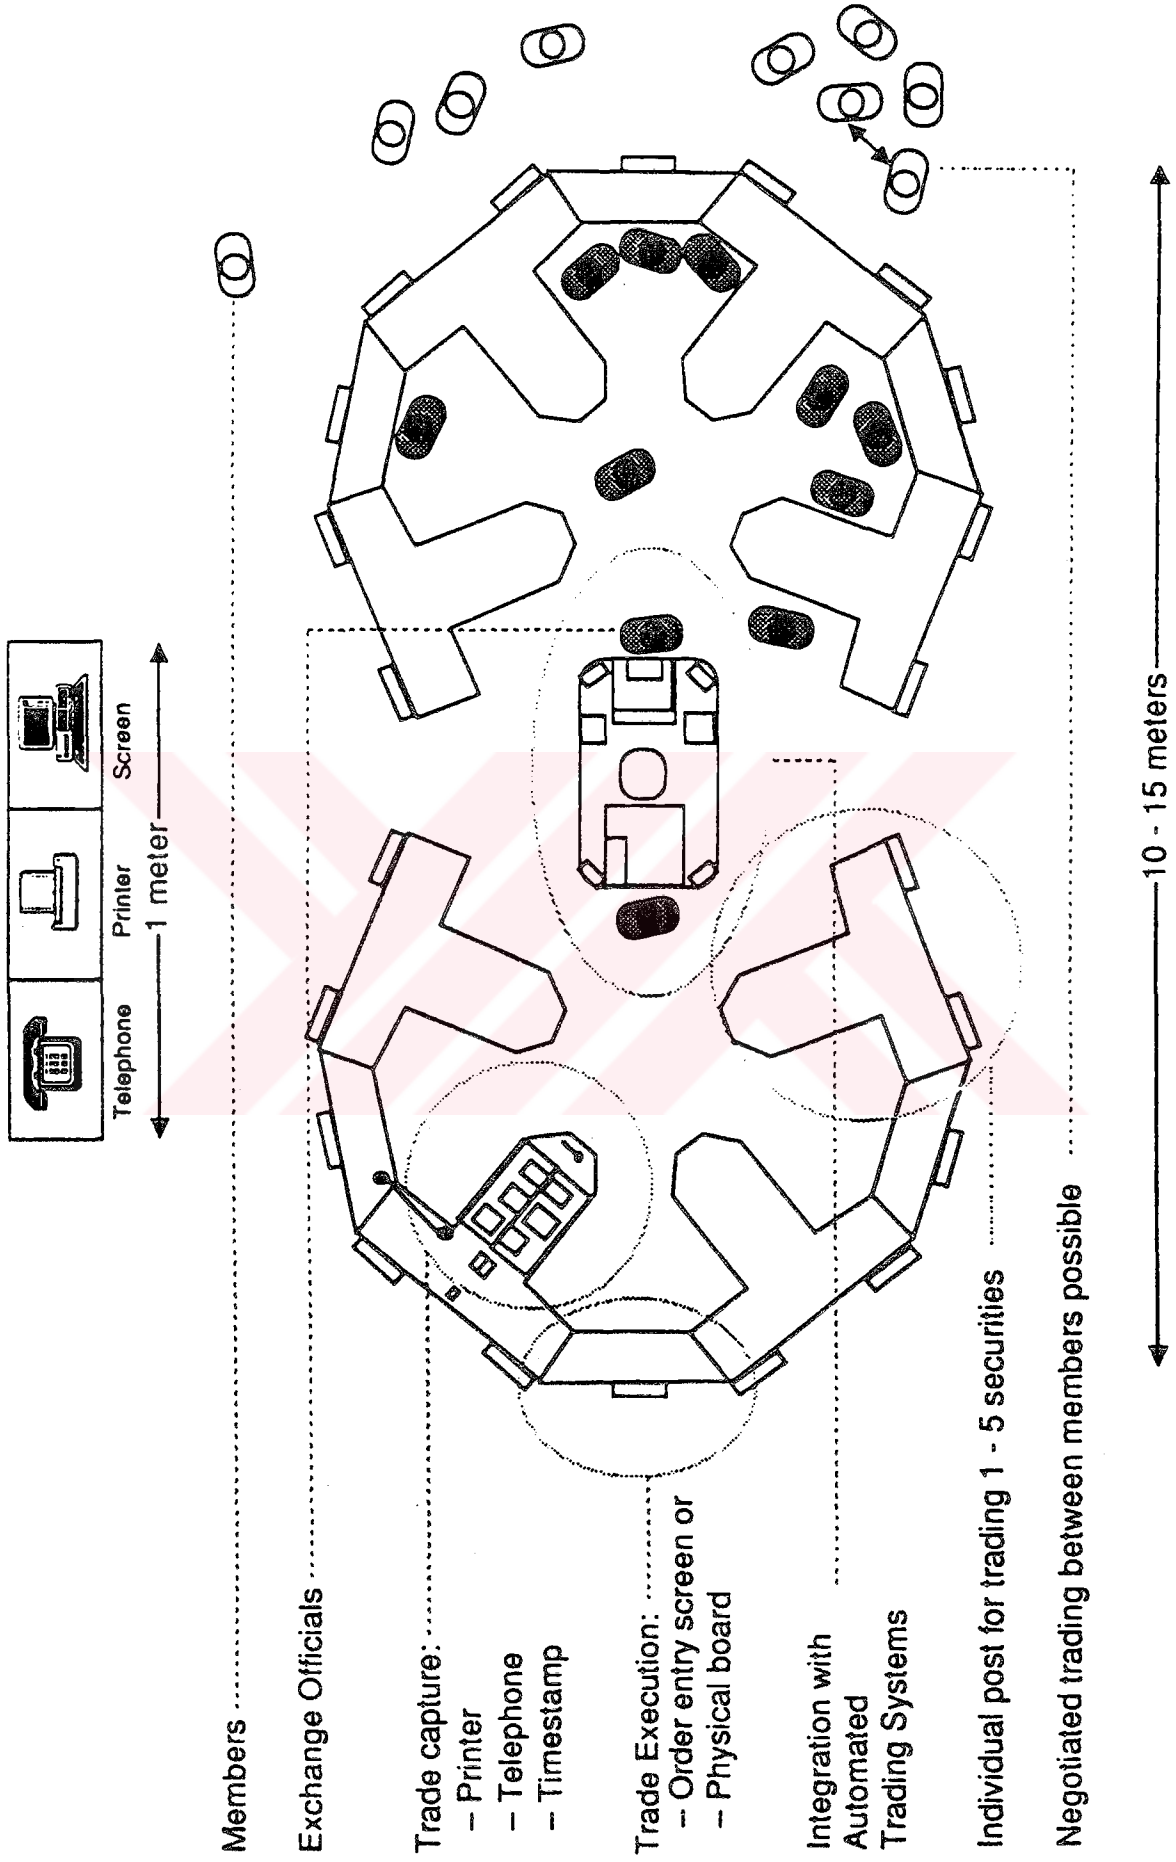 Telephone
Printer
Screen
1 meter
Members
Exchange Officials
Trade capture:
– Printer
– Telephone
– Timestamp
Trade Execution:
– Order entry screen or
– Physical board
Integration with
Automated
Trading Systems
Individual post for trading 1 - 5 securities
Negotiated trading between members possible
10 - 15 meters